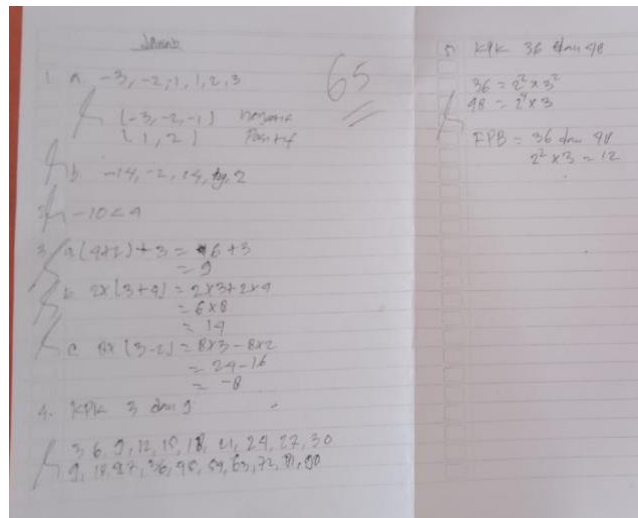 Jawab
65
1. a. -3, -2, -1, 1, 2, 3
(-3, -2, -1) negatif
(1, 2) Positif
b. -14, -2, 14, 2
2. -10 < 9
3. a (4+2) + 3 = 6 + 3
= 9
b. 2x (3+4) = 2x3 + 2x4
= 6 x 8
= 14
c. 8x (3-2) = 8x3 - 8x2
= 24 - 16
= -8
4. KPK 3 dan 9
3, 6, 9, 12, 15, 18, 21, 24, 27, 30
9, 18, 27, 36, 45, 54, 63, 72, 81, 90
5. KPK 36 dan 48
36 = 2² x 3²
48 = 2⁴ x 3
FPB = 36 dan 48
2² x 3 = 12